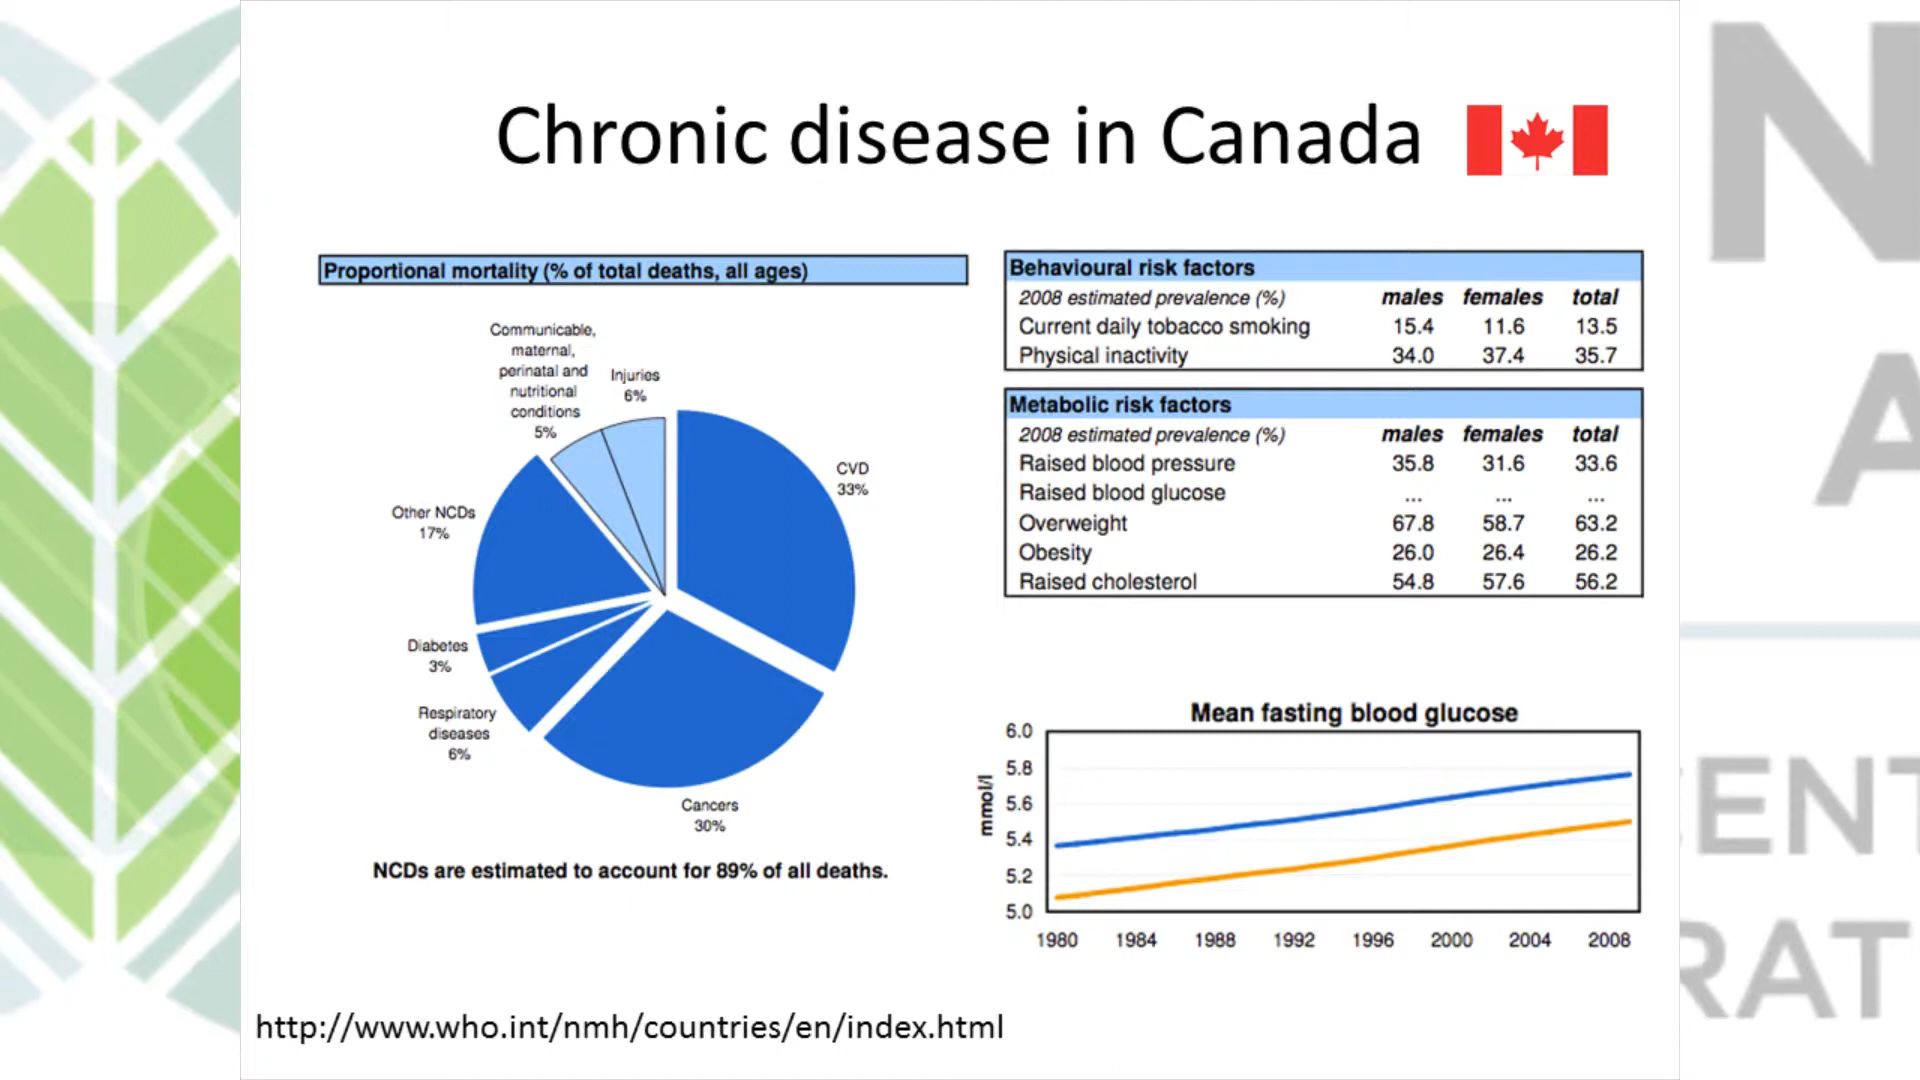 Chronic disease in Canada
Proportional mortality (% of total deaths, all ages)
Communicable,
maternal,
perinatal and
nutritional
conditions
5%
Injuries
6%
CVD
33%
Other NCDs
17%
Diabetes
3%
Respiratory
diseases
6%
Cancers
30%
NCDs are estimated to account for 89% of all deaths.
Behavioural risk factors
2008 estimated prevalence (%) males females total
Current daily tobacco smoking 15.4 11.6 13.5
Physical inactivity 34.0 37.4 35.7
Metabolic risk factors
2008 estimated prevalence (%) males females total
Raised blood pressure 35.8 31.6 33.6
Raised blood glucose ... ... ...
Overweight 67.8 58.7 63.2
Obesity 26.0 26.4 26.2
Raised cholesterol 54.8 57.6 56.2
Mean fasting blood glucose
mmol/l
6.0
5.8
5.6
5.4
5.2
5.0
1980 1984 1988 1992 1996 2000 2004 2008
http://www.who.int/nmh/countries/en/index.html
N
A
ENT
RAT